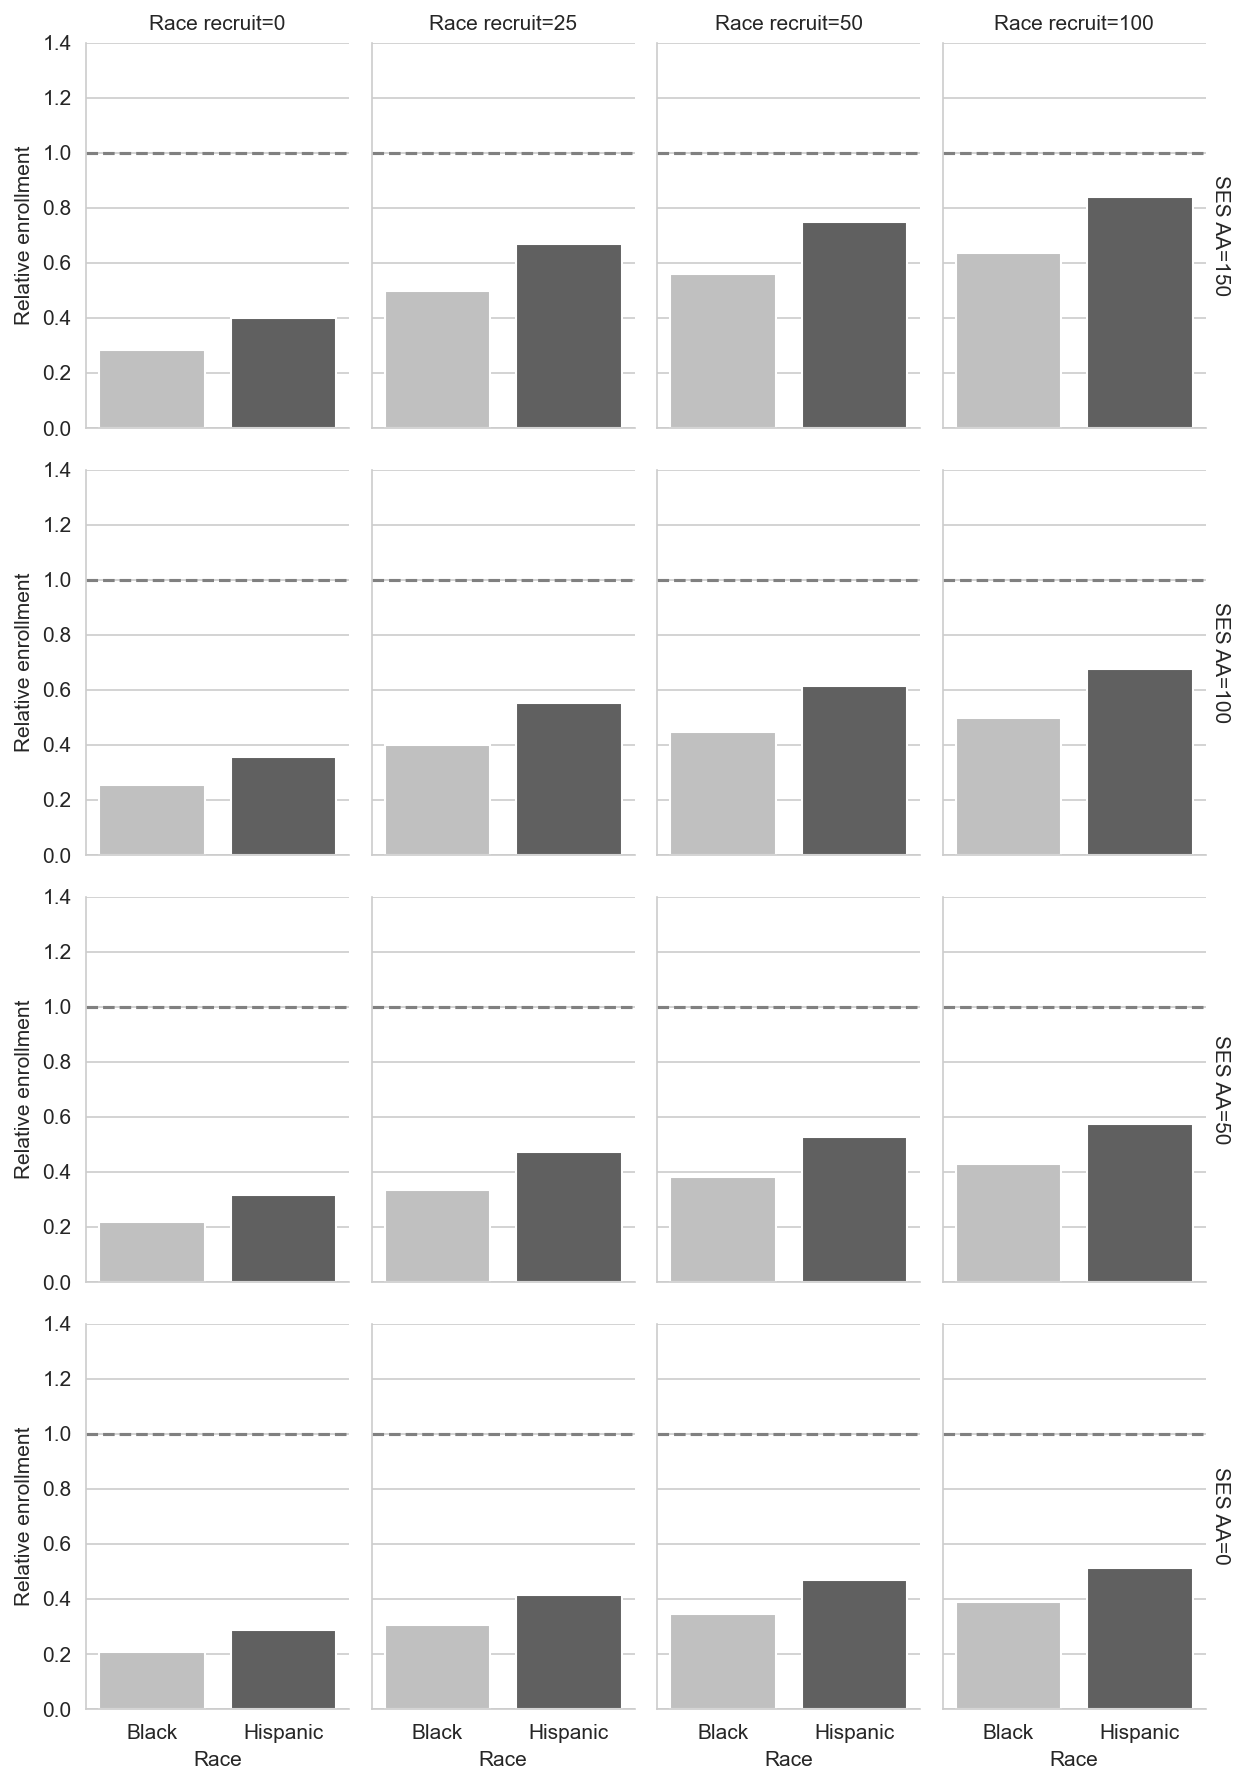 Race recruit=0 Race recruit=25 Race recruit=50 Race recruit=100
1.4
1.2
1.0
0.8
0.6
0.4
0.2
0.0
Relative enrollment
SES AA=150
1.4
1.2
1.0
0.8
0.6
0.4
0.2
0.0
Relative enrollment
SES AA=100
1.4
1.2
1.0
0.8
0.6
0.4
0.2
0.0
Relative enrollment
SES AA=50
1.4
1.2
1.0
0.8
0.6
0.4
0.2
0.0
Relative enrollment
SES AA=0
Black Hispanic Black Hispanic Black Hispanic Black Hispanic
Race Race Race Race